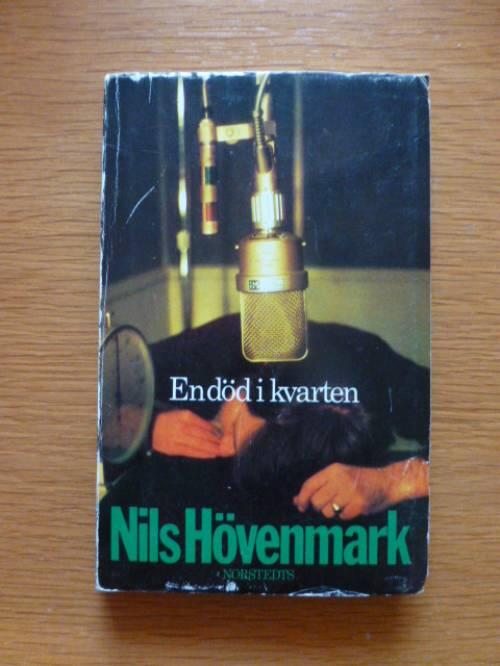 En död i kvarten
Nils Hövenmark
NORSTEDTS